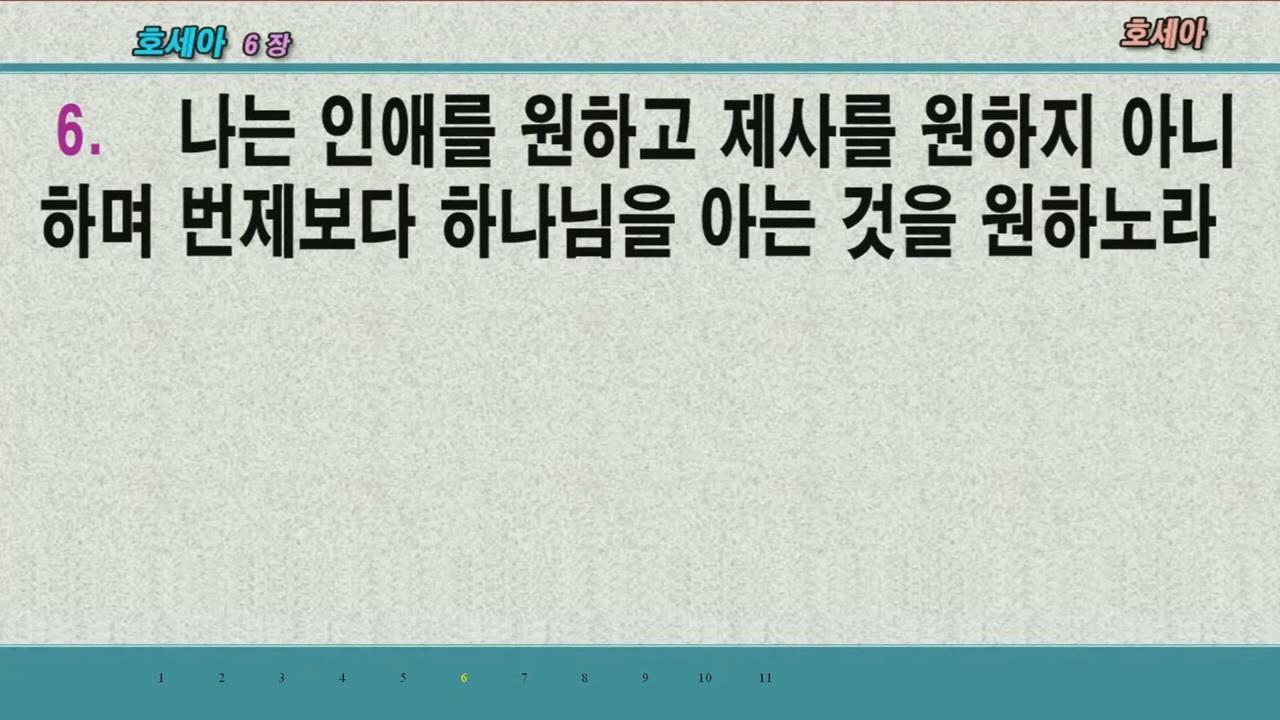 호세아 6 장 호세아
6. 나는 인애를 원하고 제사를 원하지 아니
하며 번제보다 하나님을 아는 것을 원하노라
1 2 3 4 5 6 7 8 9 10 11